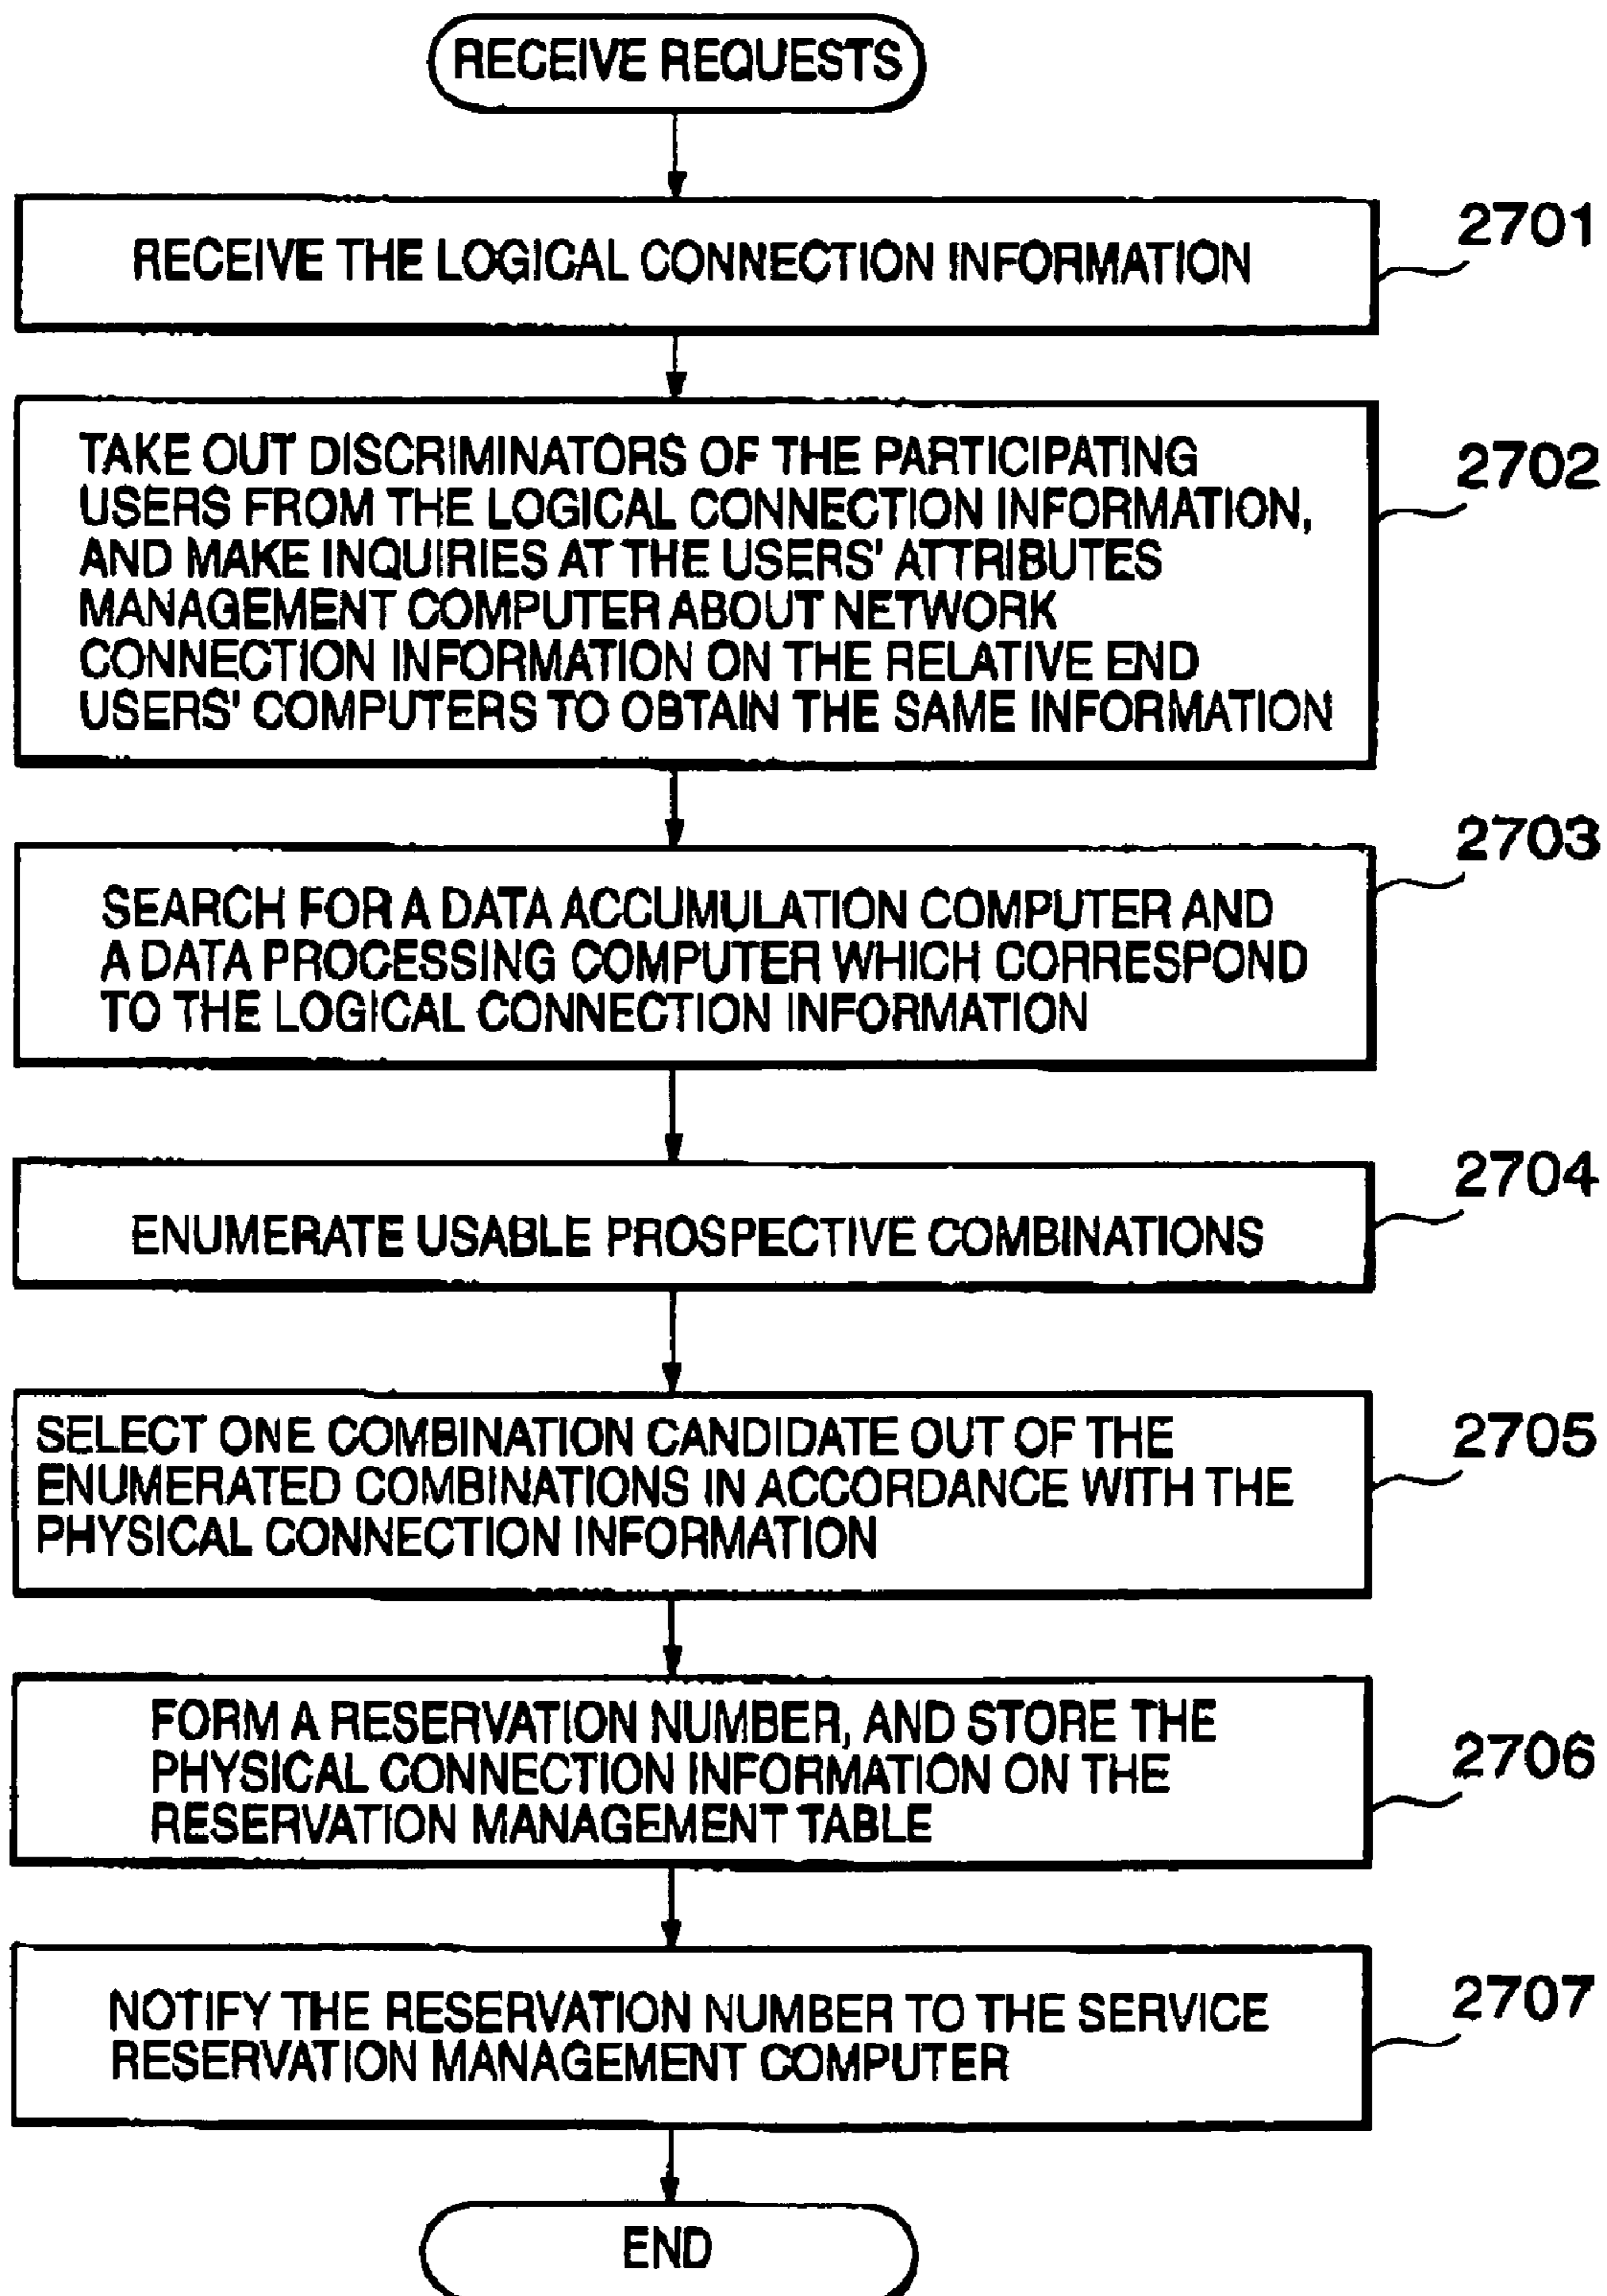 RECEIVE REQUESTS
RECEIVE THE LOGICAL CONNECTION INFORMATION
2701
TAKE OUT DISCRIMINATORS OF THE PARTICIPATING
USERS FROM THE LOGICAL CONNECTION INFORMATION,
AND MAKE INQUIRIES AT THE USERS' ATTRIBUTES
MANAGEMENT COMPUTER ABOUT NETWORK
CONNECTION INFORMATION ON THE RELATIVE END
USERS' COMPUTERS TO OBTAIN THE SAME INFORMATION
2702
SEARCH FOR A DATA ACCUMULATION COMPUTER AND
A DATA PROCESSING COMPUTER WHICH CORRESPOND
TO THE LOGICAL CONNECTION INFORMATION
2703
ENUMERATE USABLE PROSPECTIVE COMBINATIONS
2704
SELECT ONE COMBINATION CANDIDATE OUT OF THE
ENUMERATED COMBINATIONS IN ACCORDANCE WITH THE
PHYSICAL CONNECTION INFORMATION
2705
FORM A RESERVATION NUMBER, AND STORE THE
PHYSICAL CONNECTION INFORMATION ON THE
RESERVATION MANAGEMENT TABLE
2706
NOTIFY THE RESERVATION NUMBER TO THE SERVICE
RESERVATION MANAGEMENT COMPUTER
2707
END